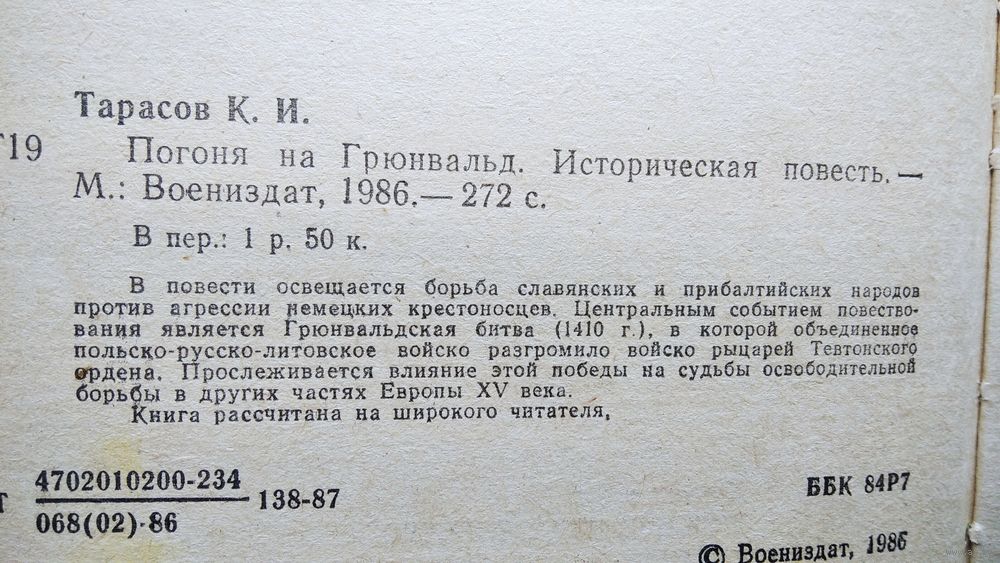 Тарасов К. И.
Т19
Погоня на Грюнвальд. Историческая повесть.—
М.: Воениздат, 1986.— 272 с.
В пер.: 1 р. 50 к.
В повести освещается борьба славянских и прибалтийских народов
против агрессии немецких крестоносцев. Центральным событием повество-
вания является Грюнвальдская битва (1410 г.), в которой объединенное
польско-русско-литовское войско разгромило войско рыцарей Тевтонского
ордена. Прослеживается влияние этой победы на судьбы освободительной
борьбы в других частях Европы XV века.
Книга рассчитана на широкого читателя.
Т 4702010200-234
068(02)-86
138-87
ББК 84Р7
© Воениздат, 1986